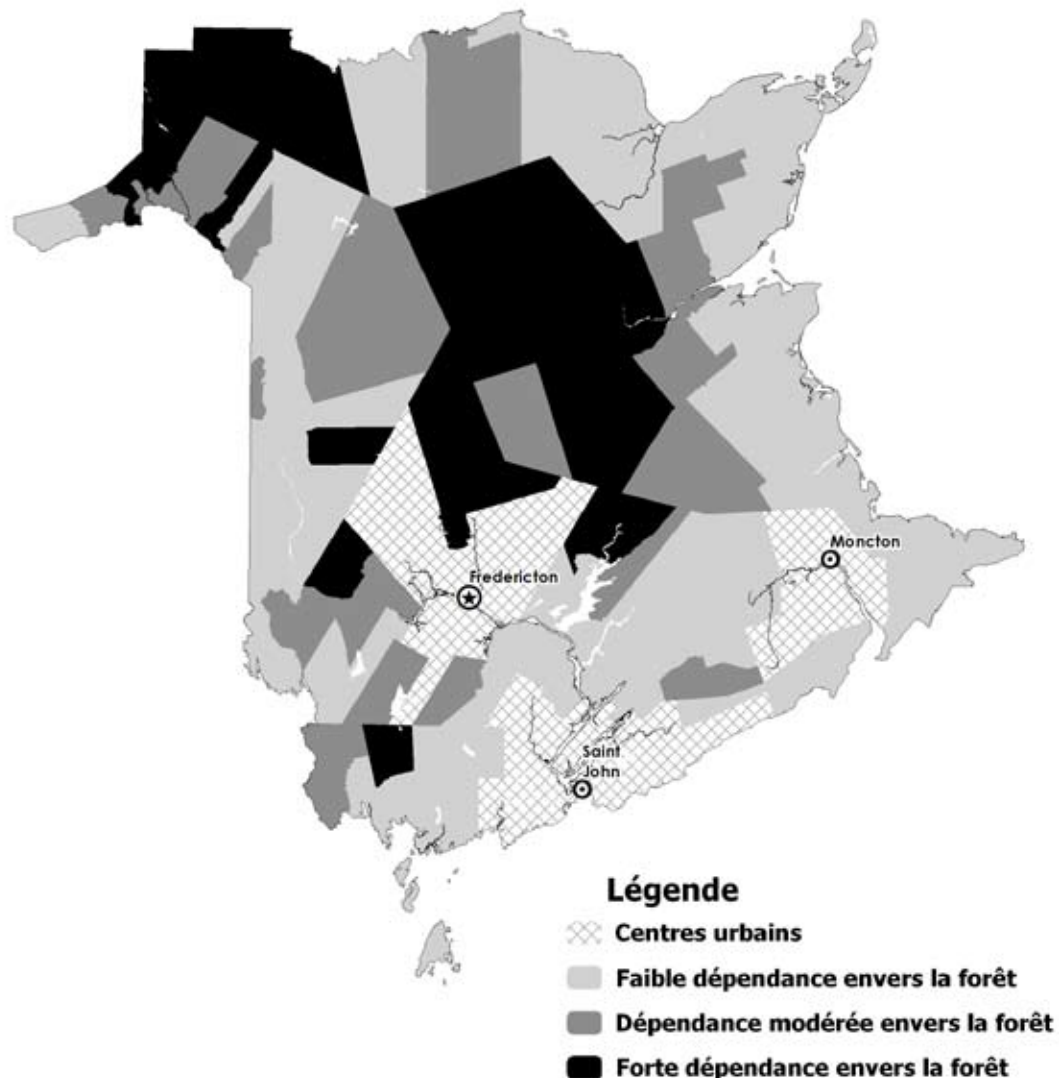 Moncton
Fredericton
Saint
John
Légende
Centres urbains
Faible dépendance envers la forêt
Dépendance modérée envers la forêt
Forte dépendance envers la forêt